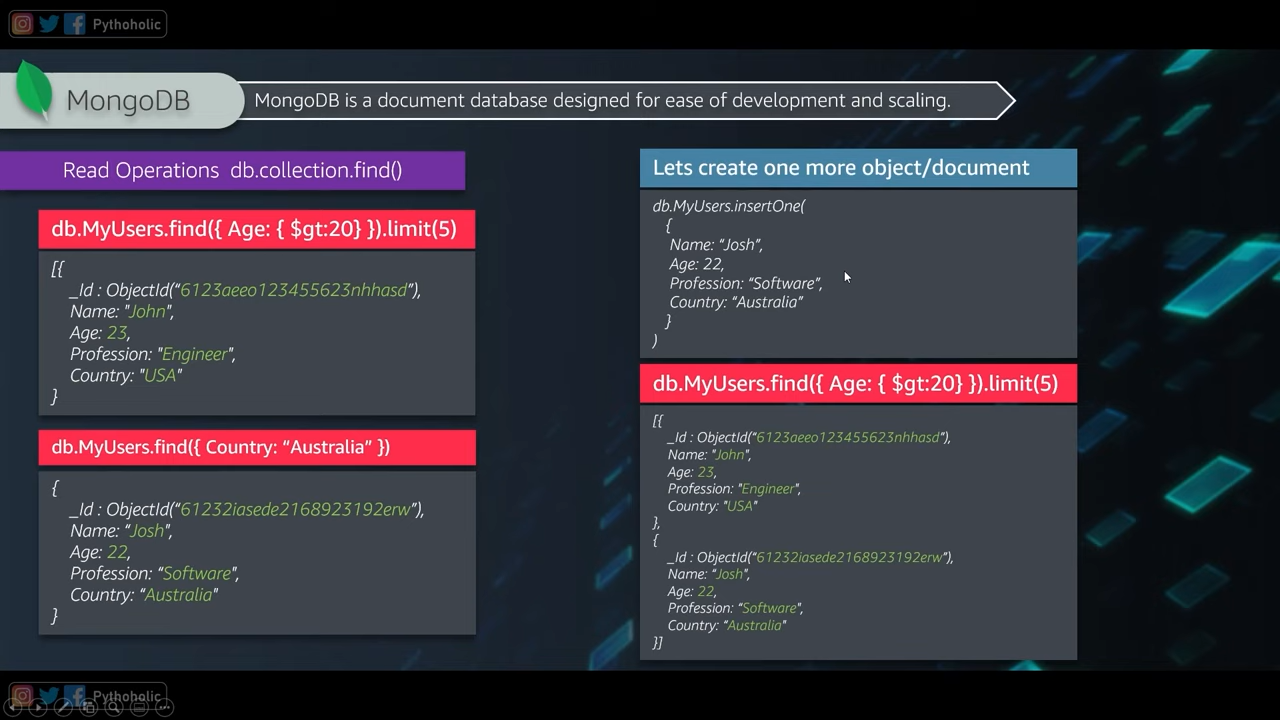 Pythoholic
MongoDB
MongoDB is a document database designed for ease of development and scaling.
Read Operations db.collection.find()
db.MyUsers.find({ Age: { $gt:20} }).limit(5)
[{
_Id : ObjectId(“6123aeeo123455623nhhasd”),
Name: "John",
Age: 23,
Profession: "Engineer",
Country: "USA"
}
db.MyUsers.find({ Country: “Australia” })
{
_Id : ObjectId(“61232iasede2168923192erw”),
Name: “Josh",
Age: 22,
Profession: “Software",
Country: “Australia"
}
Lets create one more object/document
db.MyUsers.insertOne(
{
Name: “Josh”,
Age: 22,
Profession: “Software”,
Country: “Australia”
}
)
db.MyUsers.find({ Age: { $gt:20} }).limit(5)
[{
_Id : ObjectId(“6123aeeo123455623nhhasd”),
Name: "John",
Age: 23,
Profession: "Engineer",
Country: "USA"
},
{
_Id : ObjectId(“61232iasede2168923192erw”),
Name: “Josh",
Age: 22,
Profession: “Software",
Country: “Australia"
}]
Pythoholic